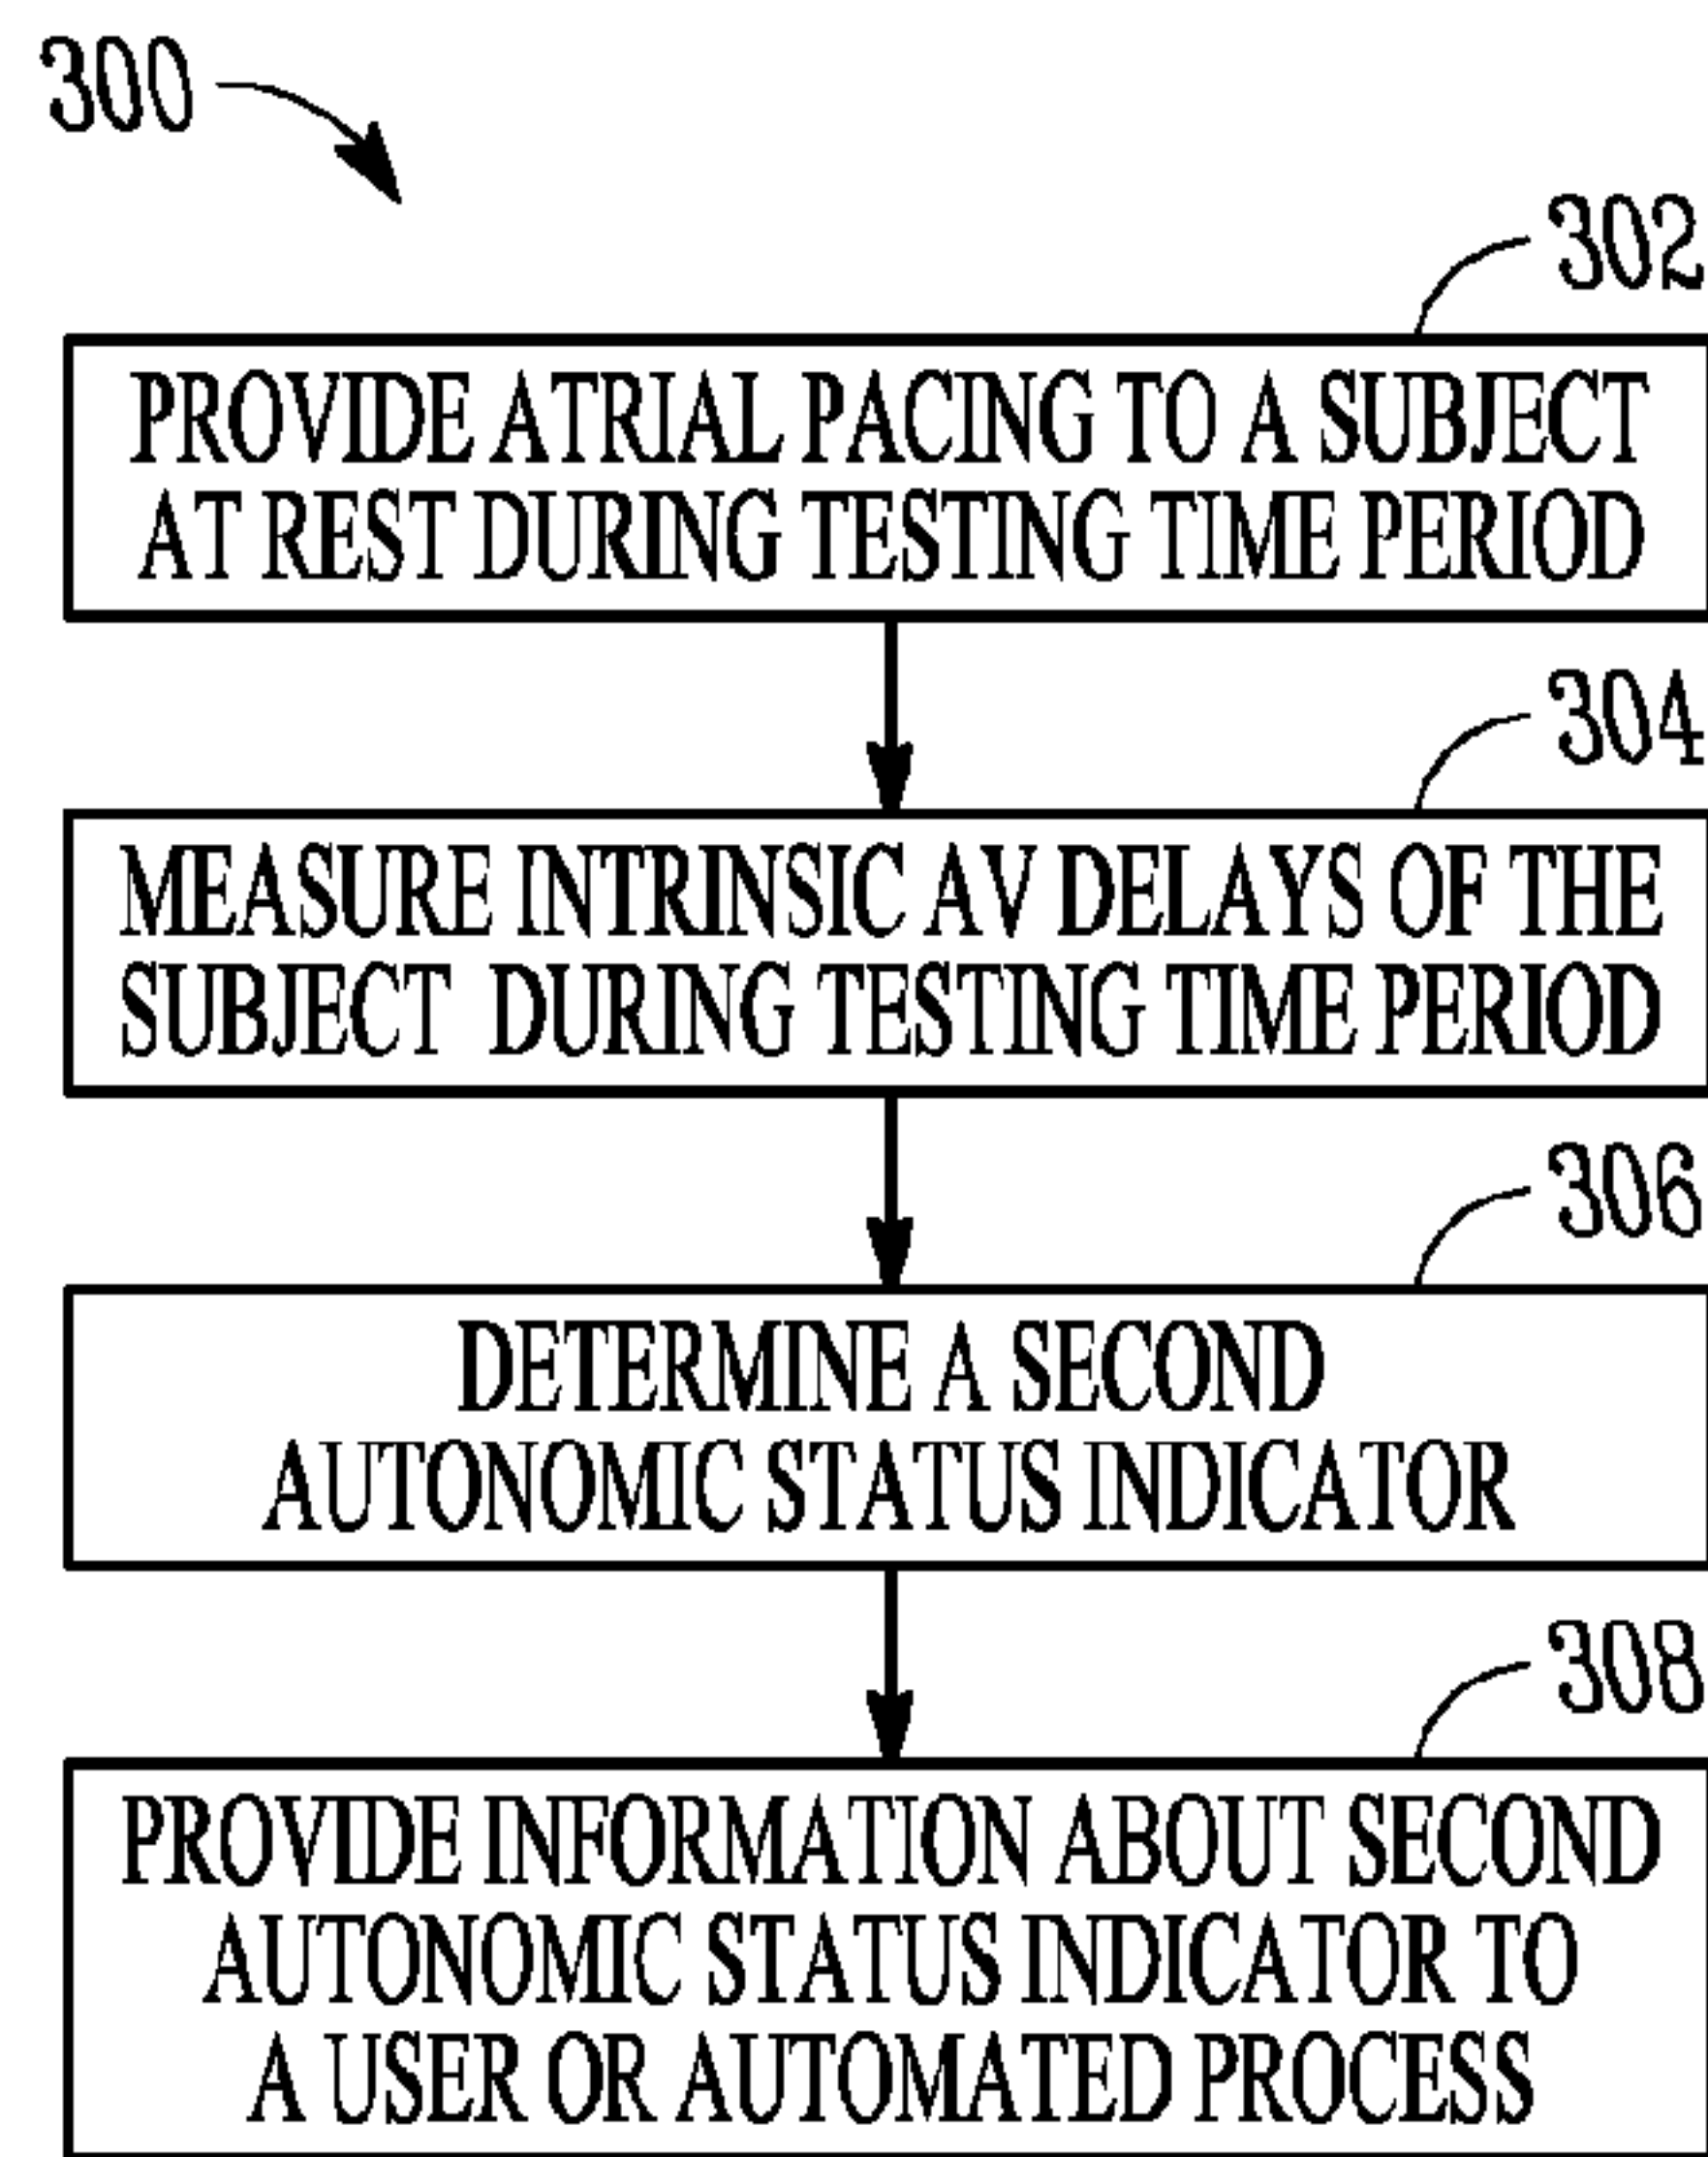 300
302
PROVIDE ATRIAL PACING TO A SUBJECT
AT REST DURING TESTING TIME PERIOD
304
MEASURE INTRINSIC AV DELAYS OF THE
SUBJECT DURING TESTING TIME PERIOD
306
DETERMINE A SECOND
AUTONOMIC STATUS INDICATOR
308
PROVIDE INFORMATION ABOUT SECOND
AUTONOMIC STATUS INDICATOR TO
A USER OR AUTOMATED PROCESS